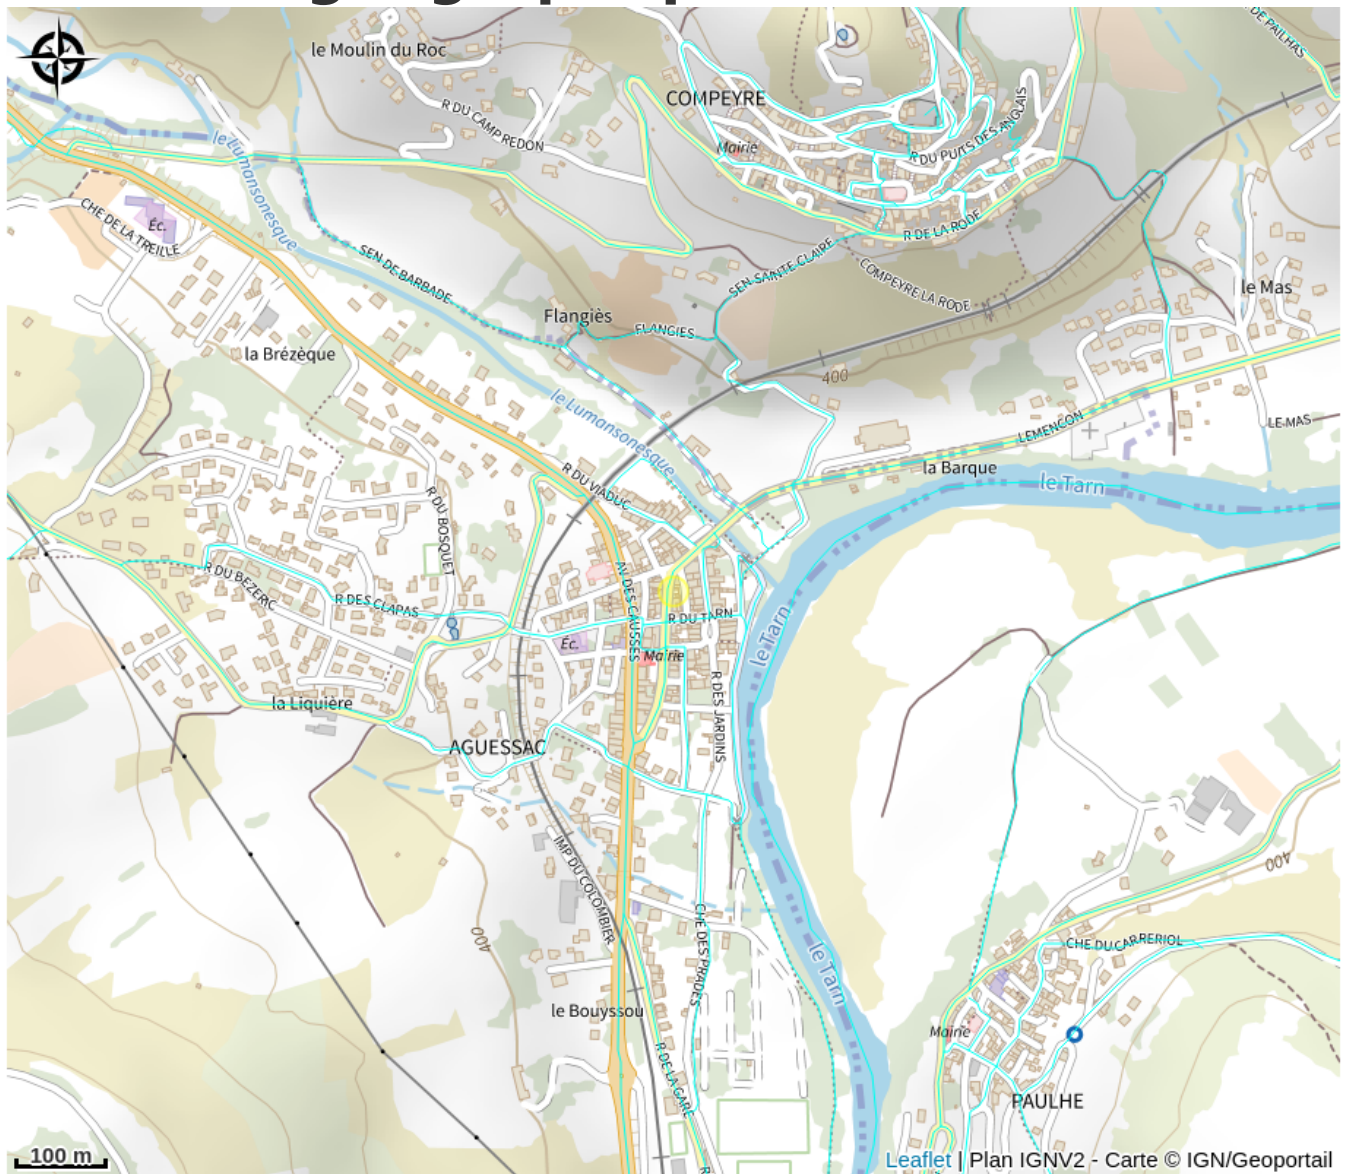 le Moulin du Roc
COMPEYRE
DE PAILHAS
R DU CAMPREDON
R DU PUITS DES ANGLAIS
Mairie
le Lumansonesque
Éc.
CHE DE LA TREILLE
R DE LA RODE
SEN DE BARBADE
SEN SAINTE CLAIRE
COMPEYRE LA RODE
le Mas
Flangiès
FLANGIES
la Brézèque
400
le Lumansonesque
LEMENCON
LE MAS
la Barque
R DU VIADUC
le Tarn
R DU BOSQUET
R DU BEZERIC
R DES CLAPAS
AV DES CAUSSES
R DU TARN
le Tarn
Éc.
Mairie
R DES JARDINS
la Liquière
AGUESSAC
IMP DU COLOMBIER
400
400
CHE DES PRADES
CHE DU CARRERIOL
le Tarn
le Bouyssou
Mairie
R DE LA GARE
PAULHE
100 m
Leaflet | Plan IGNV2 - Carte © IGN/Geoportail